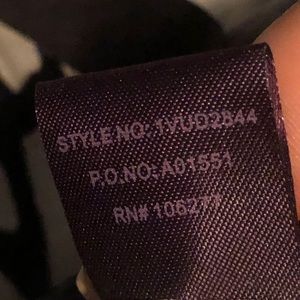 STYLE NO: 1VUD2844
P.O.NO: A01551
RN# 106277